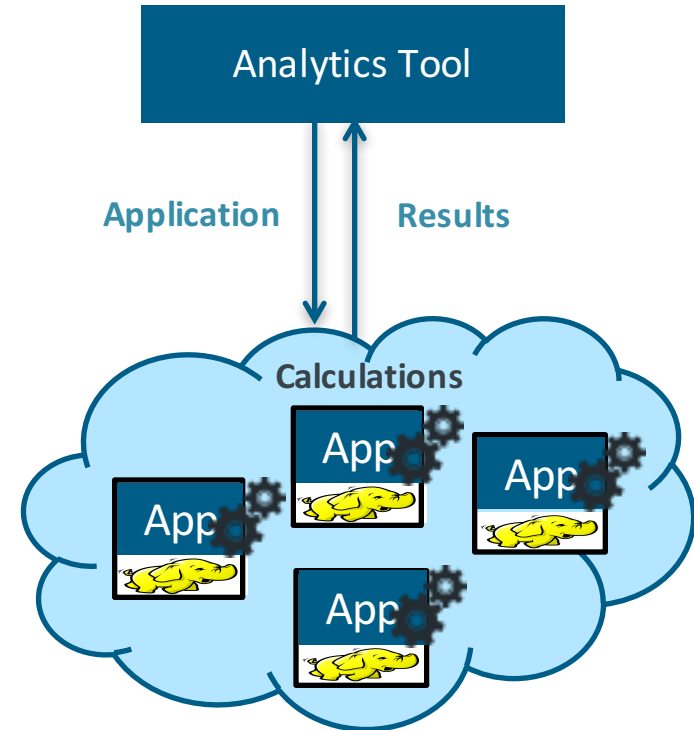 Analytics Tool
Application
Results
Calculations
App
App
App
App